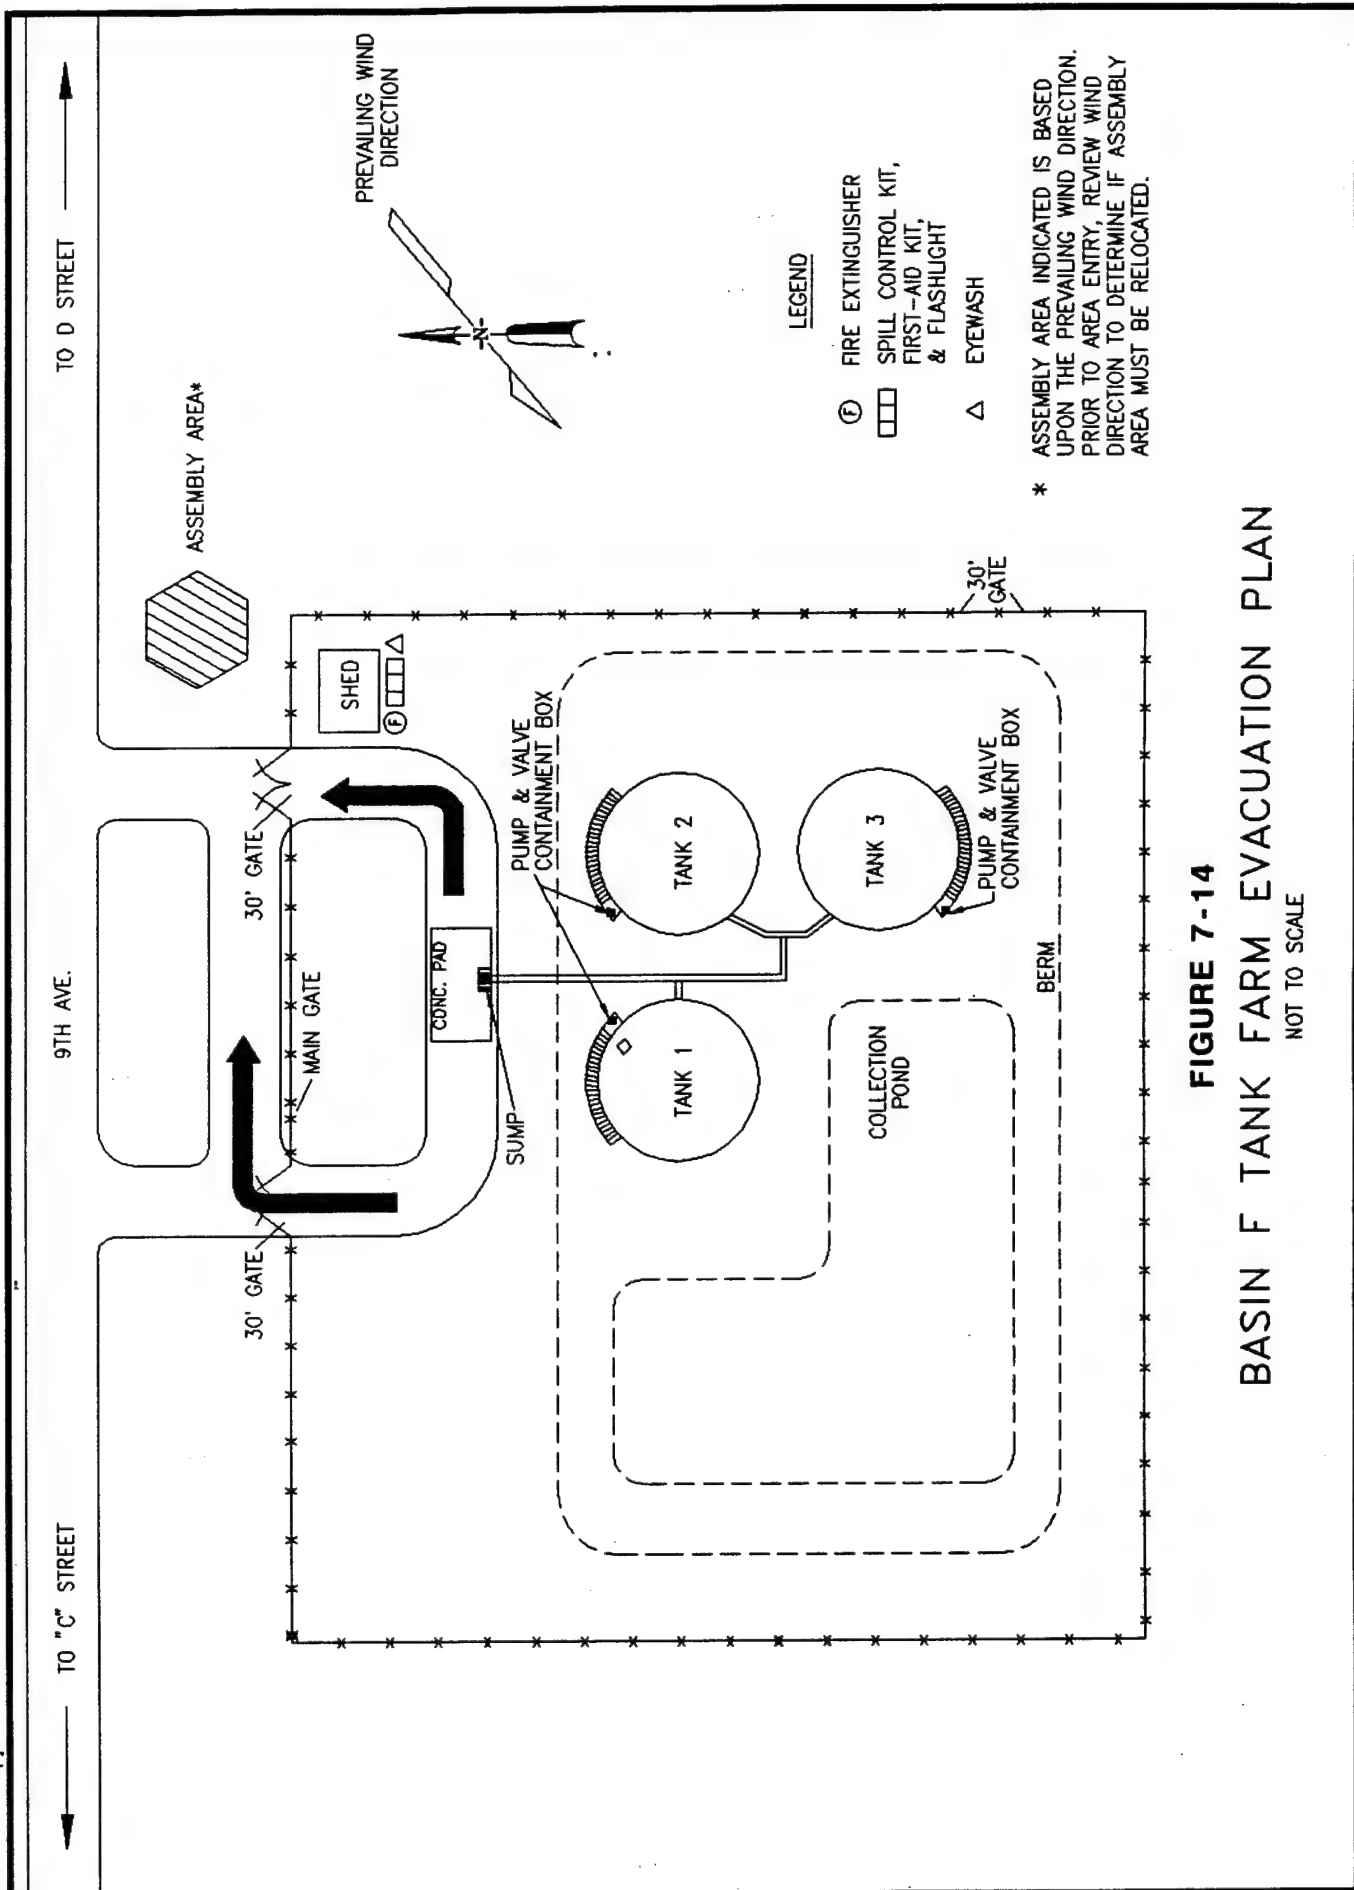 TO "C" STREET
9TH AVE.
TO D STREET
ASSEMBLY AREA*
PREVAILING WIND
DIRECTION
N
30' GATE
MAIN GATE
30' GATE
SHED
F
CONC. PAD
SUMP
PUMP & VALVE
CONTAINMENT BOX
TANK 1
TANK 2
TANK 3
PUMP & VALVE
CONTAINMENT BOX
COLLECTION
POND
BERM
30'
GATE
LEGEND
F FIRE EXTINGUISHER
SPILL CONTROL KIT,
FIRST-AID KIT,
& FLASHLIGHT
EYEWASH
* ASSEMBLY AREA INDICATED IS BASED
UPON THE PREVAILING WIND DIRECTION.
PRIOR TO AREA ENTRY, REVIEW WIND
DIRECTION TO DETERMINE IF ASSEMBLY
AREA MUST BE RELOCATED.
FIGURE 7-14
BASIN F TANK FARM EVACUATION PLAN
NOT TO SCALE